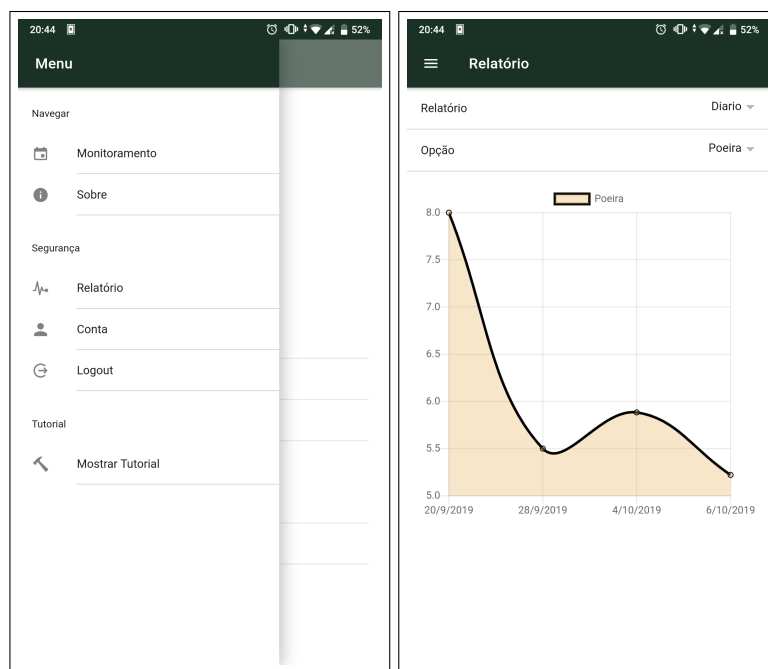 20:44
52%
Menu
Navegar
Monitoramento
Sobre
Segurança
Relatório
Conta
Logout
Tutorial
Mostrar Tutorial
20:44
52%
Relatório
Relatório
Diario
Opção
Poeira
Poeira
8.0
7.5
7.0
6.5
6.0
5.5
5.0
20/9/2019
28/9/2019
4/10/2019
6/10/2019